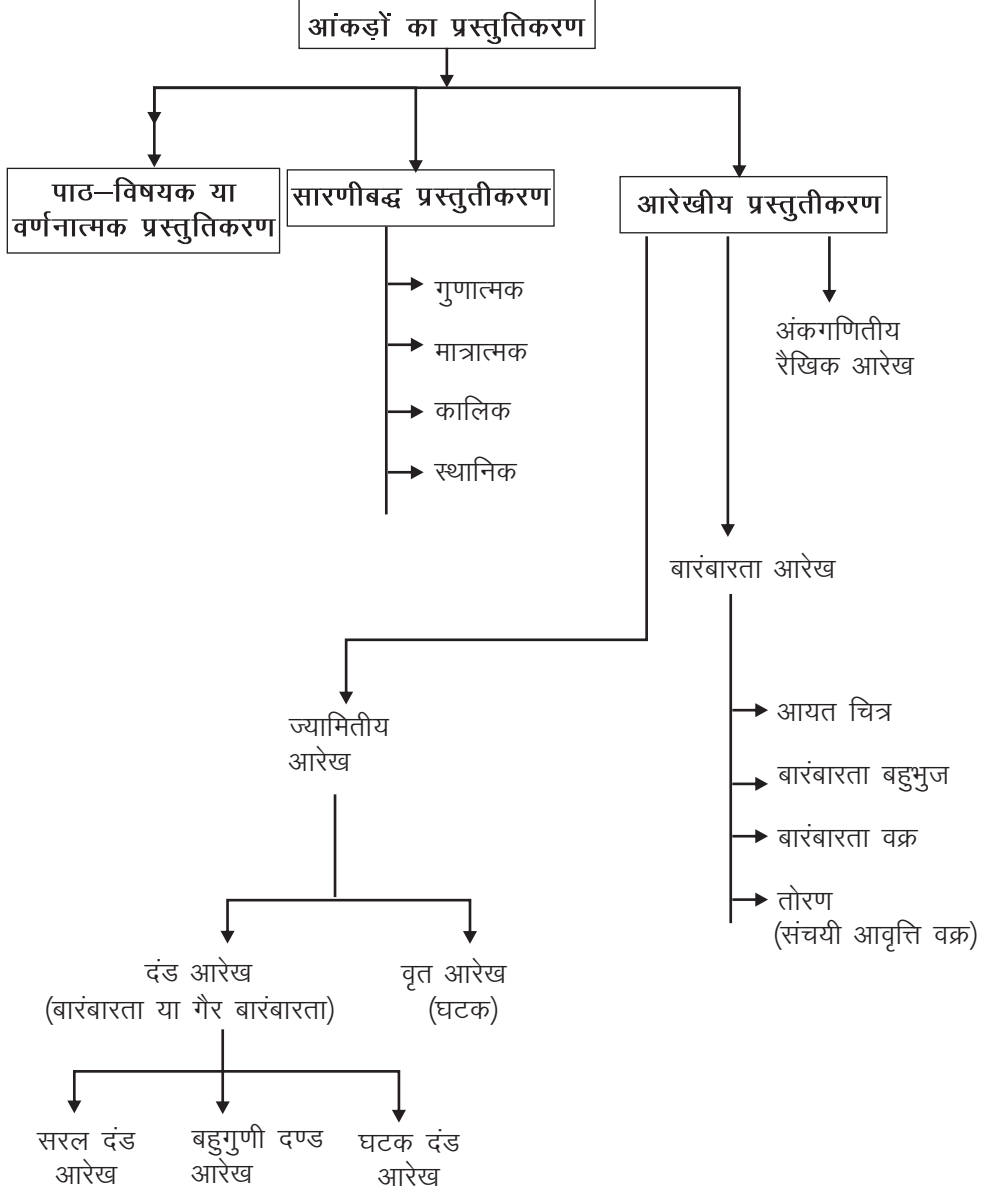 आंकड़ों का प्रस्तुतिकरण
पाठ–विषयक या
वर्णनात्मक प्रस्तुतिकरण
सारणीबद्ध प्रस्तुतीकरण
आरेखीय प्रस्तुतीकरण
गुणात्मक
मात्रात्मक
कालिक
स्थानिक
अंकगणितीय
रैखिक आरेख
बारंबारता आरेख
आयत चित्र
बारंबारता बहुभुज
बारंबारता वक्र
तोरण
(संचयी आवृत्ति वक्र)
ज्यामितीय
आरेख
दंड आरेख
(बारंबारता या गैर बारंबारता)
वृत आरेख
(घटक)
सरल दंड
आरेख
बहुगुणी दण्ड
आरेख
घटक दंड
आरेख